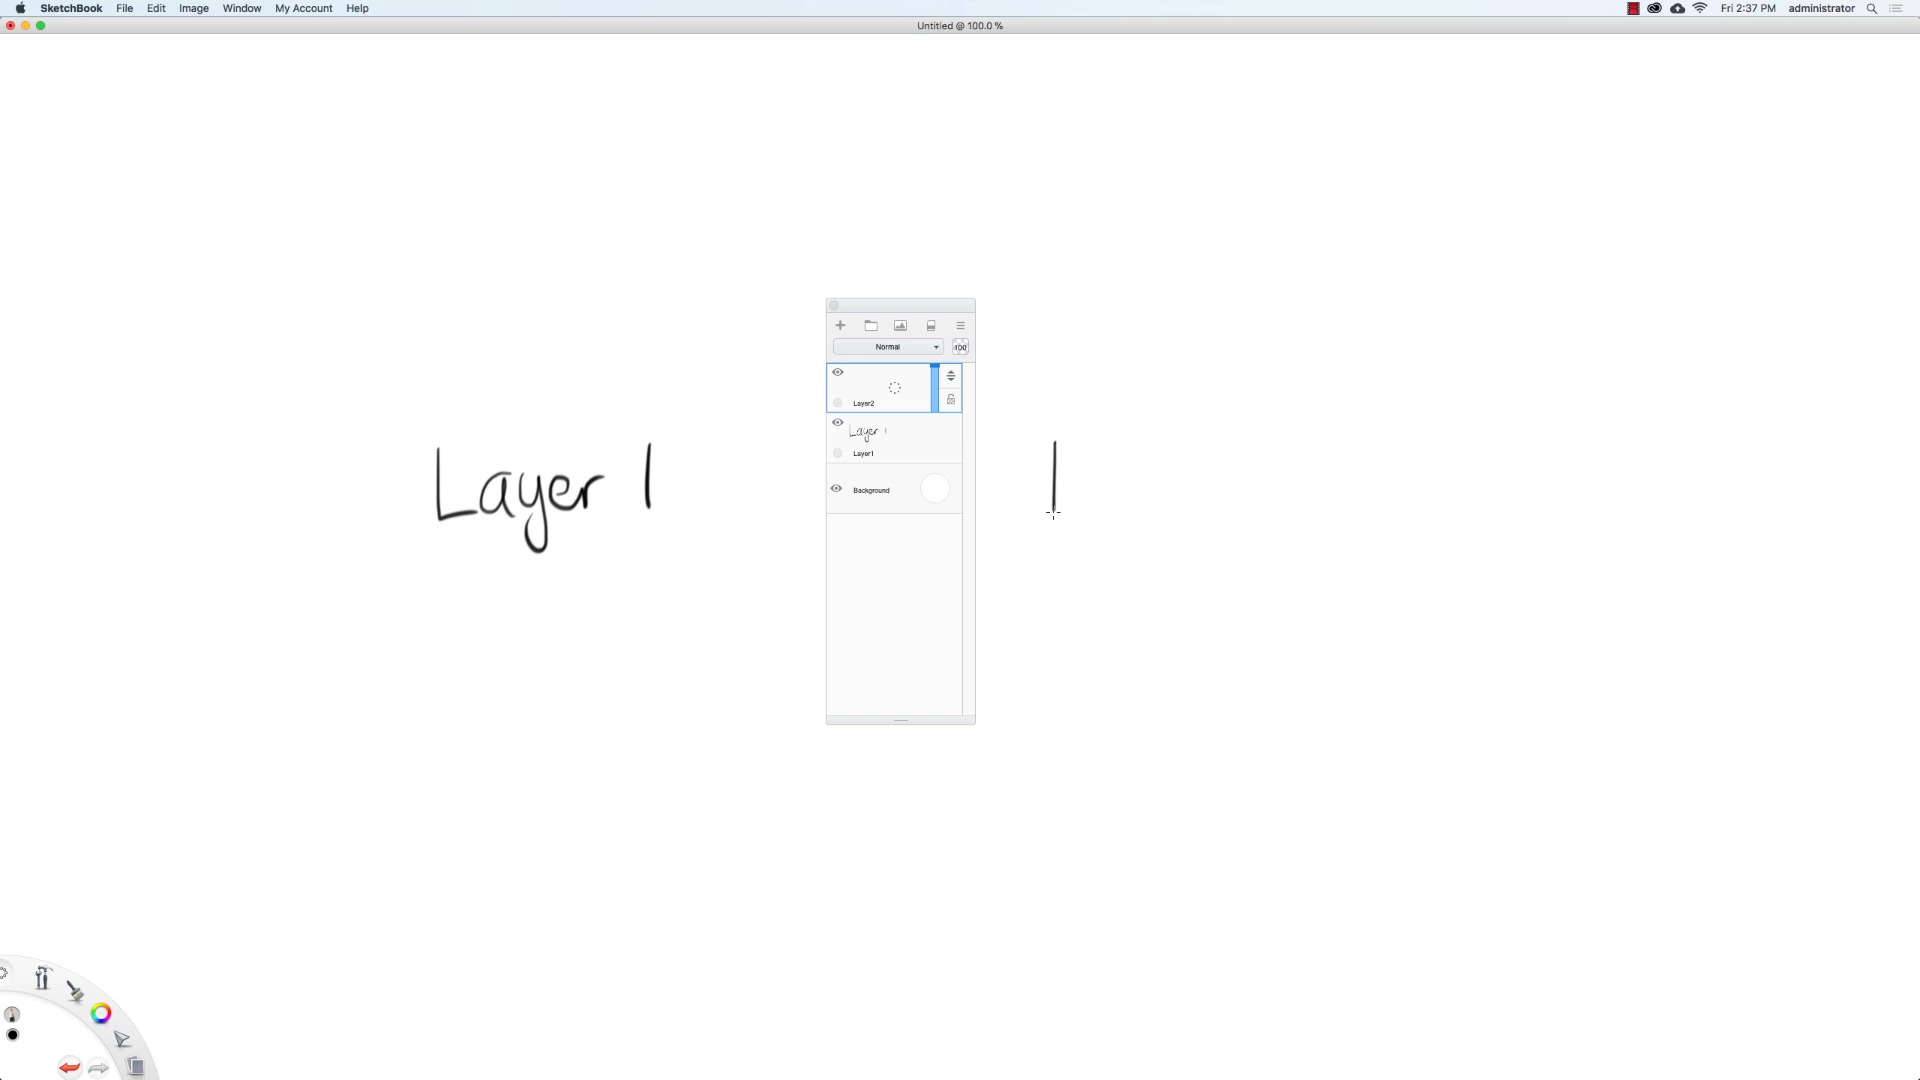 SketchBook File Edit Image Window My Account Help Fri 2:37 PM administrator
Untitled @ 100.0 %
Normal 100
Layer2
Layer 1
Layer1
Background
Layer 1